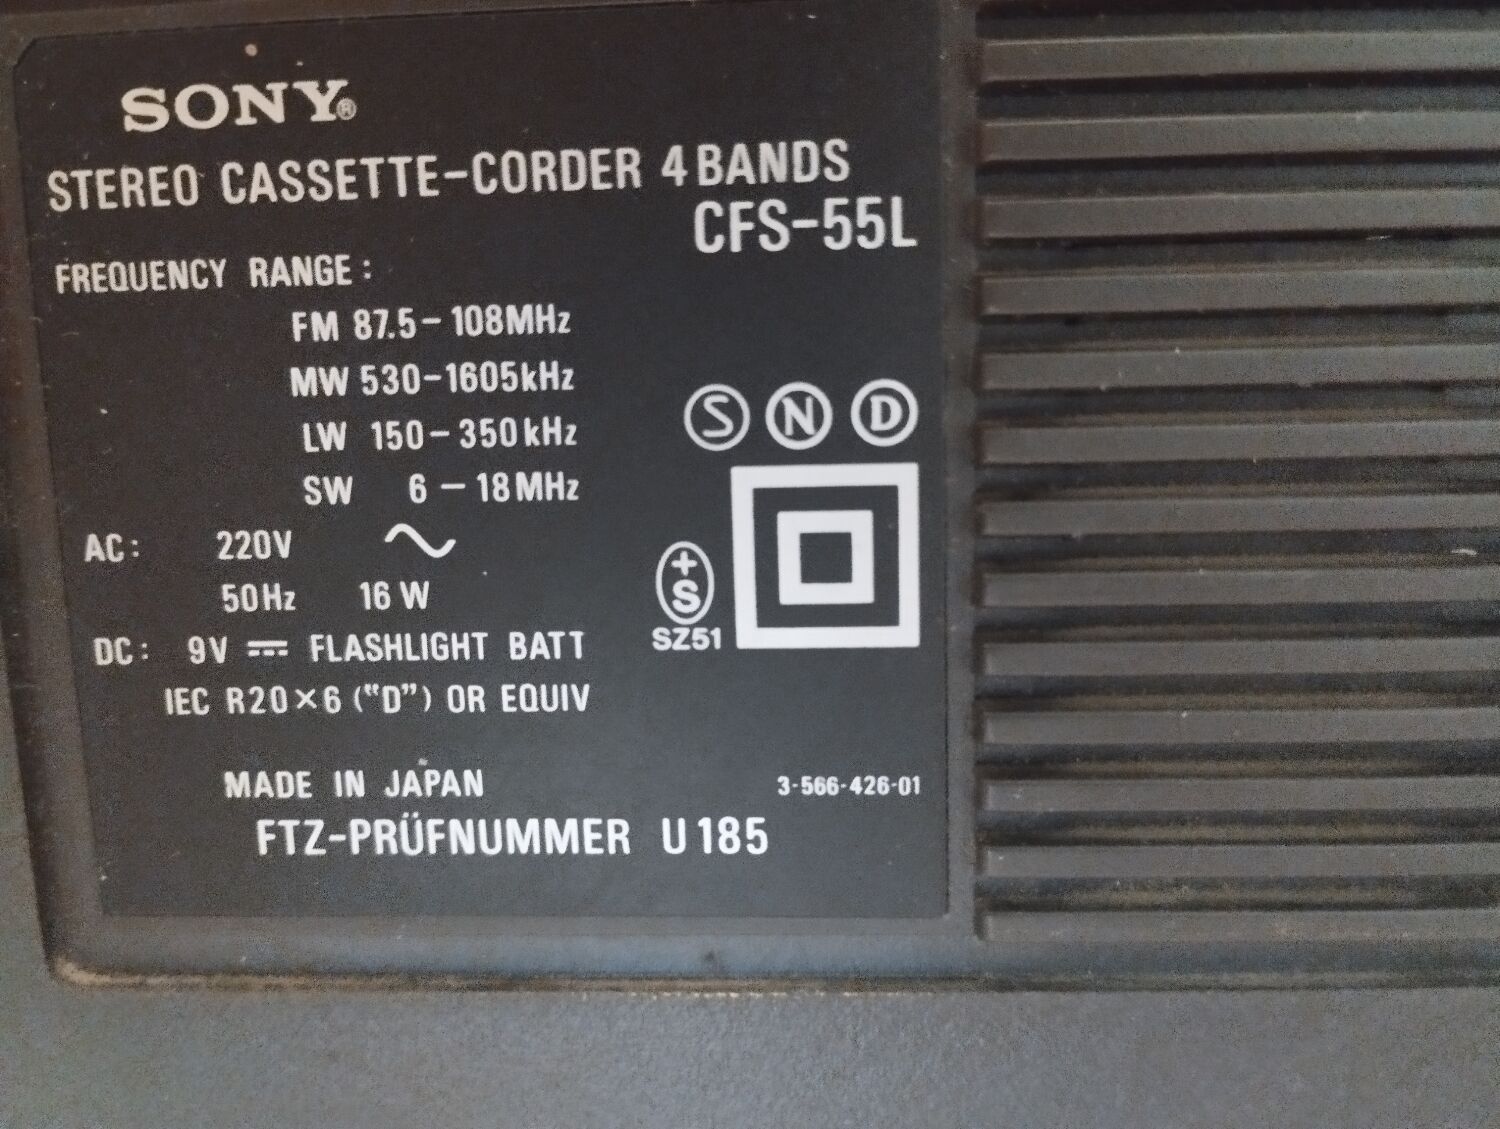 SONY®
STEREO CASSETTE-CORDER 4 BANDS
CFS-55L
FREQUENCY RANGE:
FM 87.5-108MHz
MW 530-1605kHz
LW 150-350kHz
SW 6-18MHz
S N D
AC: 220V ~
50Hz 16W
+S
SZ51
DC: 9V ⎓ FLASHLIGHT BATT
IEC R20×6 ("D") OR EQUIV
MADE IN JAPAN 3-566-426-01
FTZ-PRÜFNUMMER U185